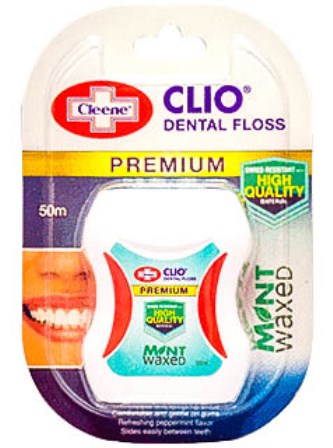 Cleene®
CLIO®
DENTAL FLOSS
PREMIUM
SHRED-RESISTANT
HIGH
QUALITY
MATERIAL
50m
MINT
waxed
Cleene
CLIO
DENTAL FLOSS
PREMIUM
HIGH
QUALITY
MINT
waxed
50m
Comfortable and gentle on gums
Refreshing peppermint flavor
Slides easily between teeth